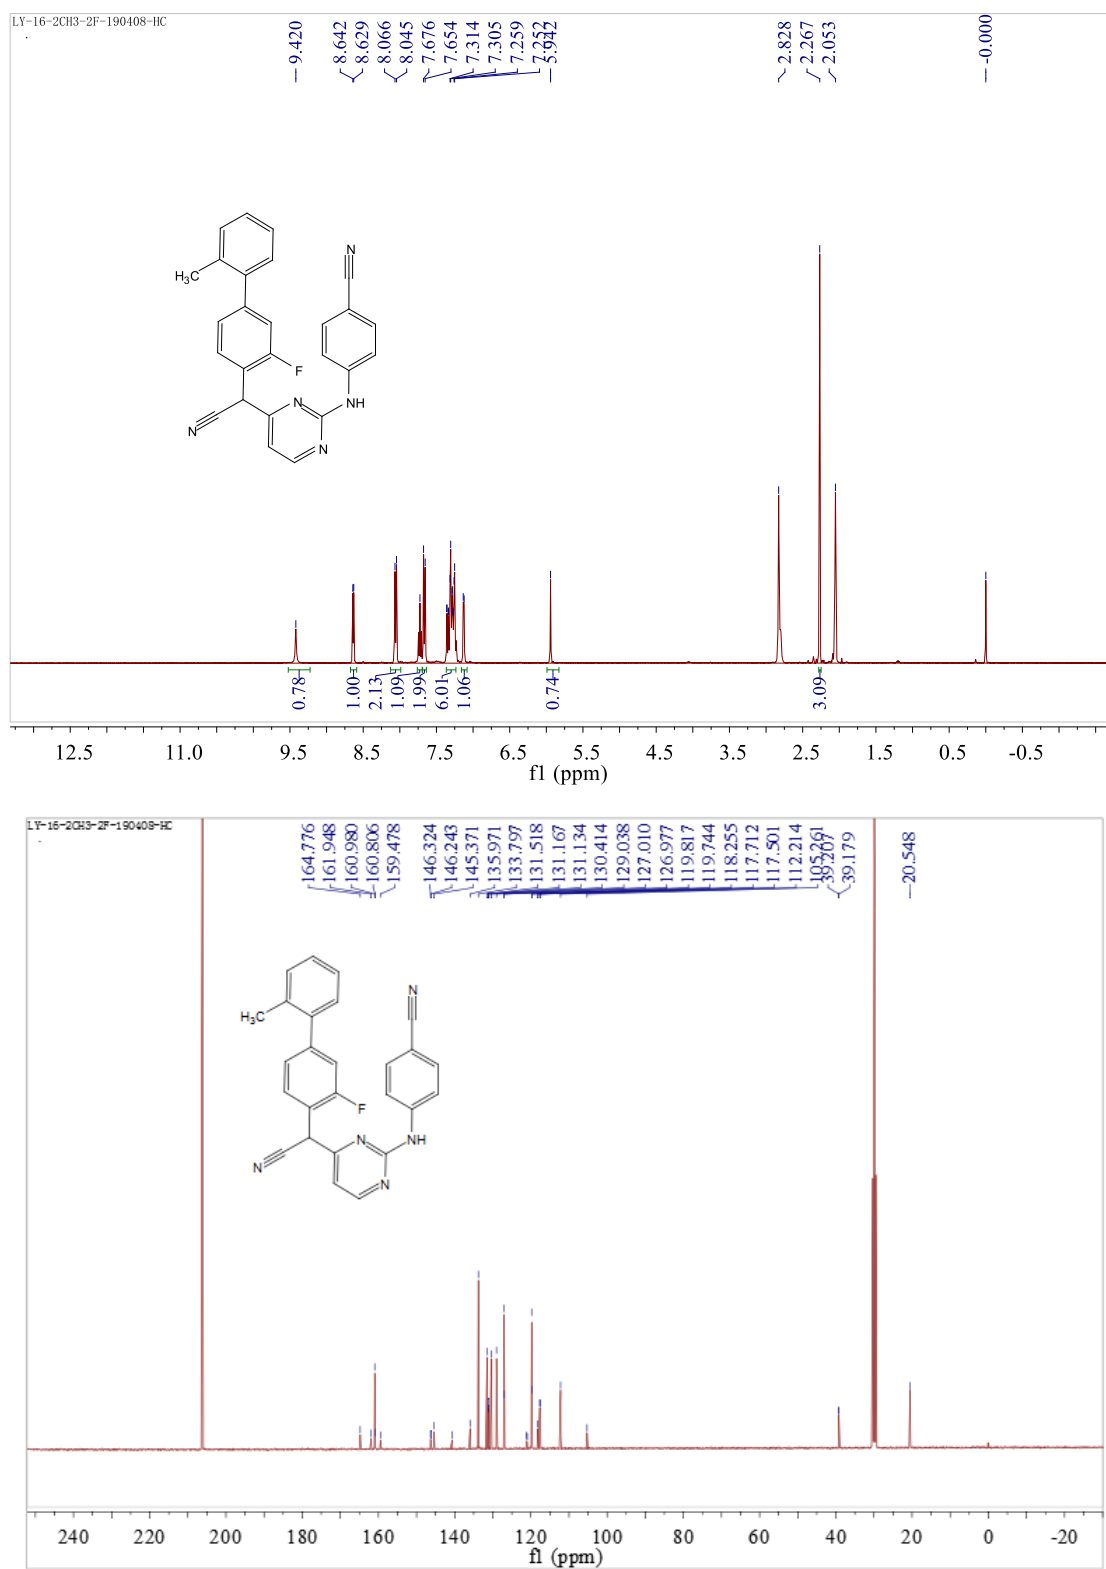 LY-16-2CH3-2F-190408-HC
9.420
8.642
8.629
8.066
8.045
7.676
7.654
7.314
7.305
7.259
7.252
5.942
2.828
2.267
2.053
-0.000
N
H₃C
F
N
NH
N
N
0.78
1.00
2.13
1.09
1.99
6.01
1.06
0.74
3.09
12.5 11.0 9.5 8.5 7.5 6.5 5.5 4.5 3.5 2.5 1.5 0.5 -0.5
f1 (ppm)
LY-16-2CH3-2F-190408-HC
164.776
161.948
160.980
160.806
159.478
146.324
146.243
145.371
135.971
133.797
131.518
131.167
131.134
130.414
129.038
127.010
126.977
119.817
119.744
118.255
117.712
117.501
112.214
105.261
39.207
39.179
20.548
N
H₃C
F
N
NH
N
N
240 220 200 180 160 140 120 100 80 60 40 20 0 -20
f1 (ppm)